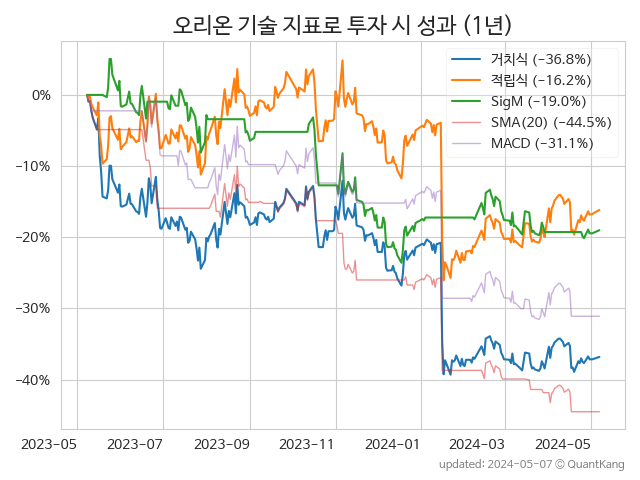 오리온 기술 지표로 투자 시 성과 (1년)
거치식 (−36.8%)
적립식 (−16.2%)
SigM (−19.0%)
SMA(20) (−44.5%)
MACD (−31.1%)
0%
−10%
−20%
−30%
−40%
2023-05 2023-07 2023-09 2023-11 2024-01 2024-03 2024-05
updated: 2024-05-07 © QuantKang